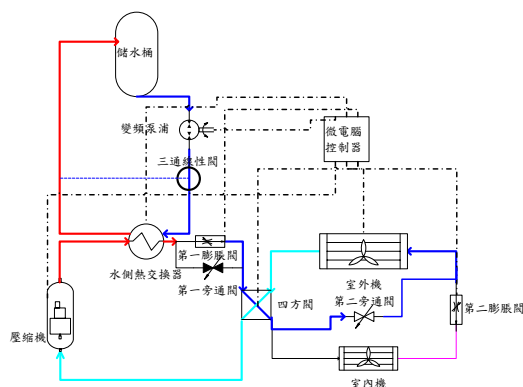 儲水桶
變頻泵浦
微電腦
控制器
三通線性閥
水側熱交換器
第一膨脹閥
第一旁通閥
四方閥
室外機
第二旁通閥
第二膨脹閥
壓縮機
室內機